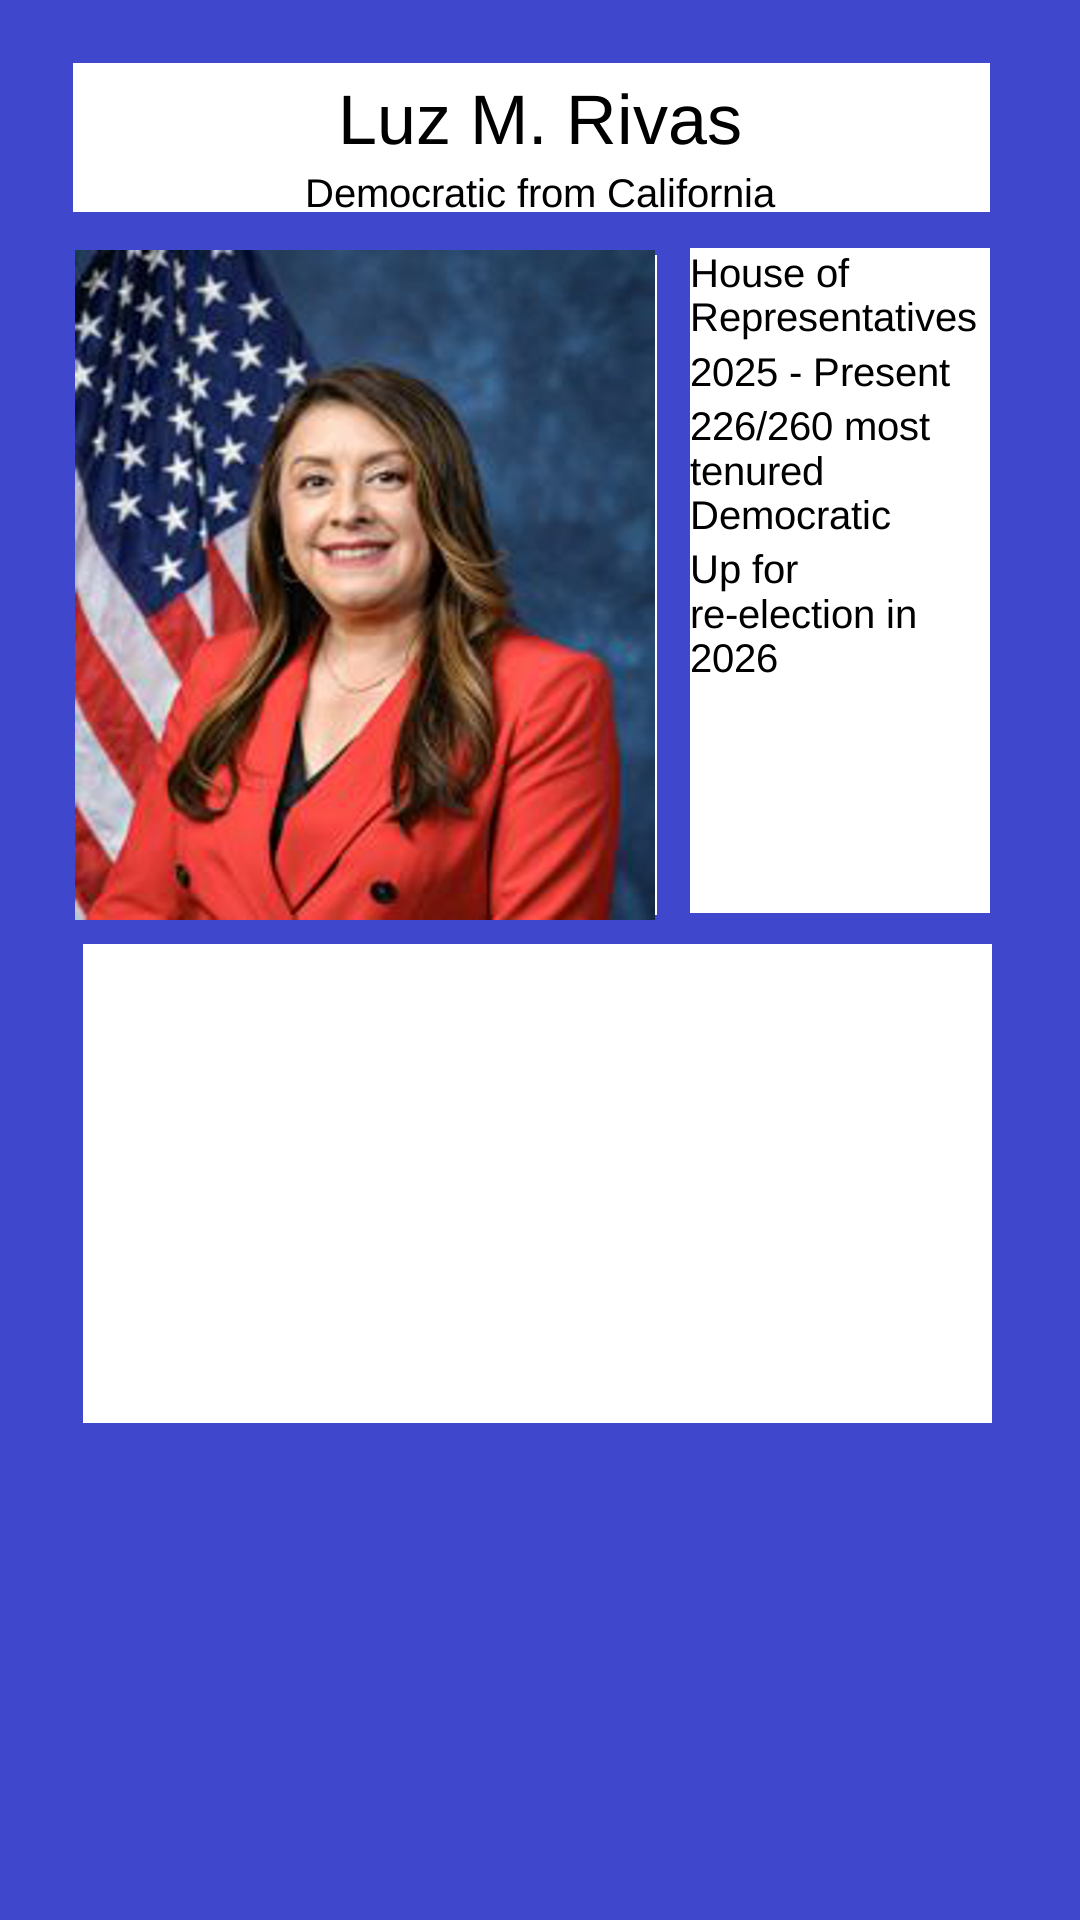 Luz M. Rivas
Democratic from California
House of
Representatives
2025 - Present
226/260 most
tenured
Democratic
Up for
re-election in
2026